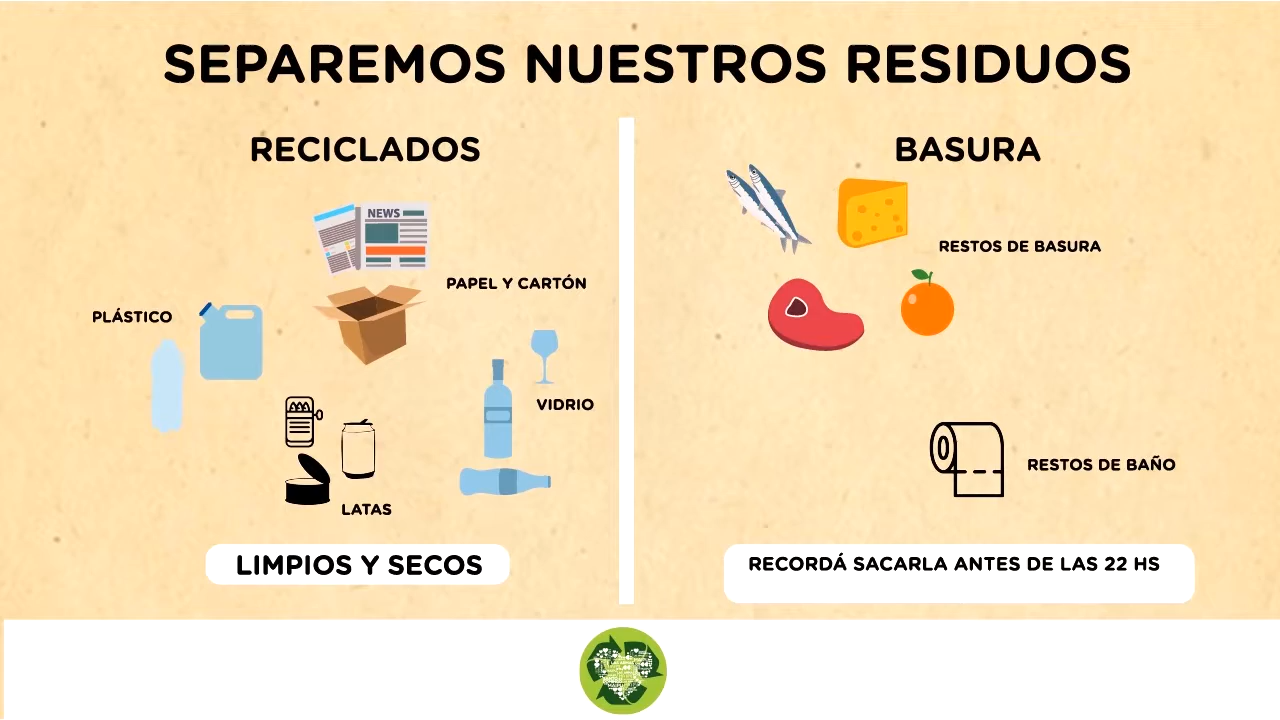 SEPAREMOS NUESTROS RESIDUOS
RECICLADOS
NEWS
PAPEL Y CARTÓN
PLÁSTICO
VIDRIO
LATAS
LIMPIOS Y SECOS
BASURA
RESTOS DE BASURA
RESTOS DE BAÑO
RECORDÁ SACARLA ANTES DE LAS 22 HS